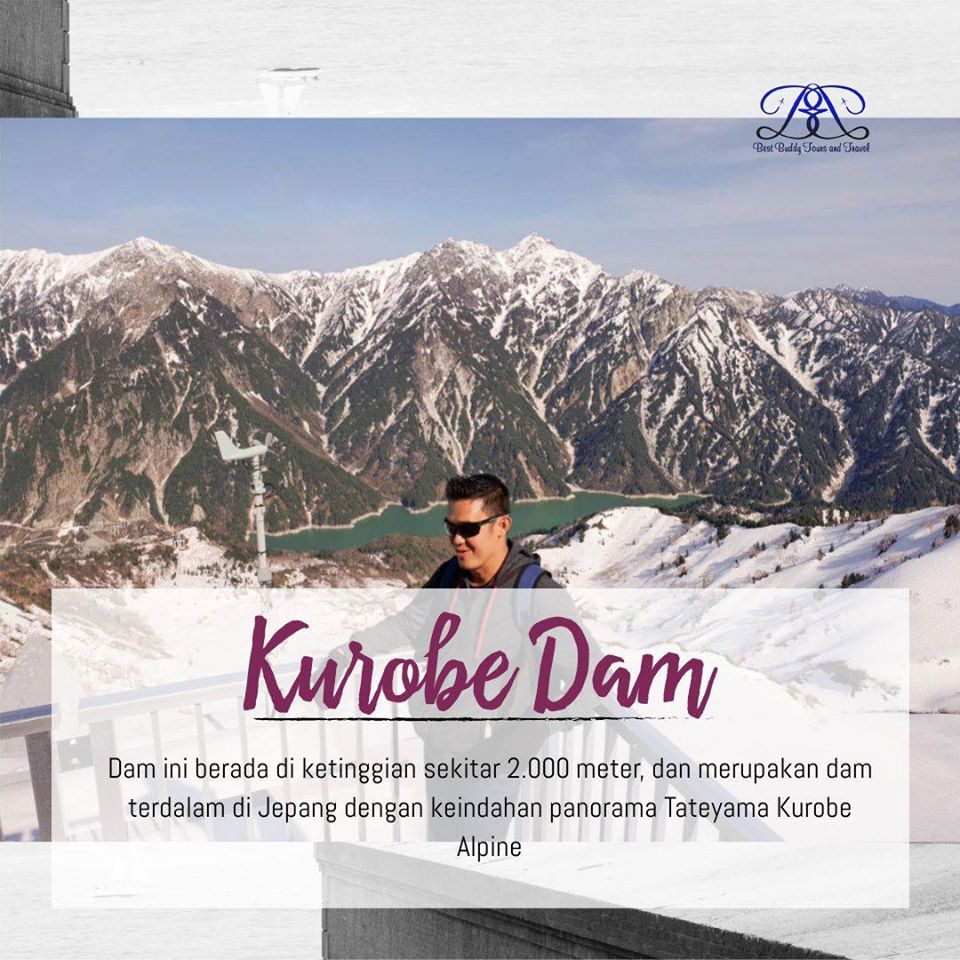 Best Buddy Tours and Travel
Kurobe Dam
Dam ini berada di ketinggian sekitar 2.000 meter, dan merupakan dam
terdalam di Jepang dengan keindahan panorama Tateyama Kurobe
Alpine